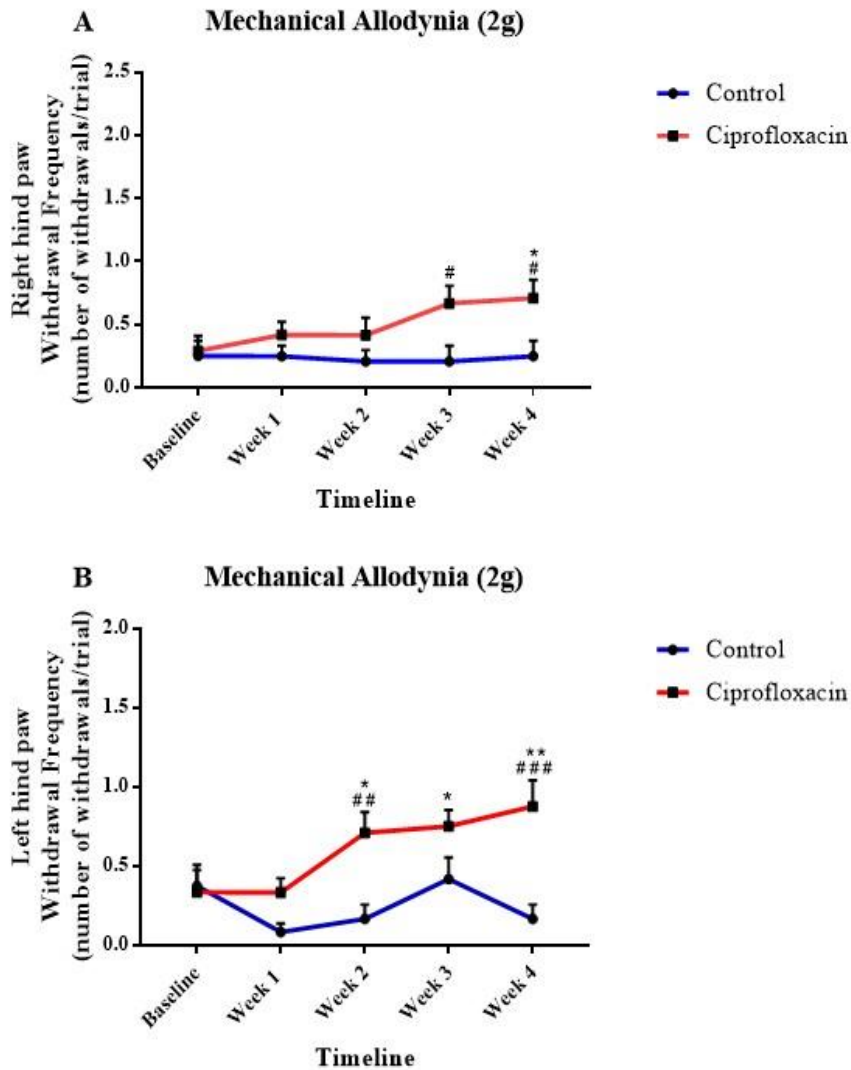 A
Mechanical Allodynia (2g)
Right hind paw
Withdrawal Frequency
(number of withdrawals/trial)
2.5
2.0
1.5
1.0
0.5
0.0
#
*
#
Baseline
Week 1
Week 2
Week 3
Week 4
Timeline
Control
Ciprofloxacin
B
Mechanical Allodynia (2g)
Left hind paw
Withdrawal Frequency
(number of withdrawals/trial)
2.0
1.5
1.0
0.5
0.0
*
##
*
**
###
Baseline
Week 1
Week 2
Week 3
Week 4
Timeline
Control
Ciprofloxacin